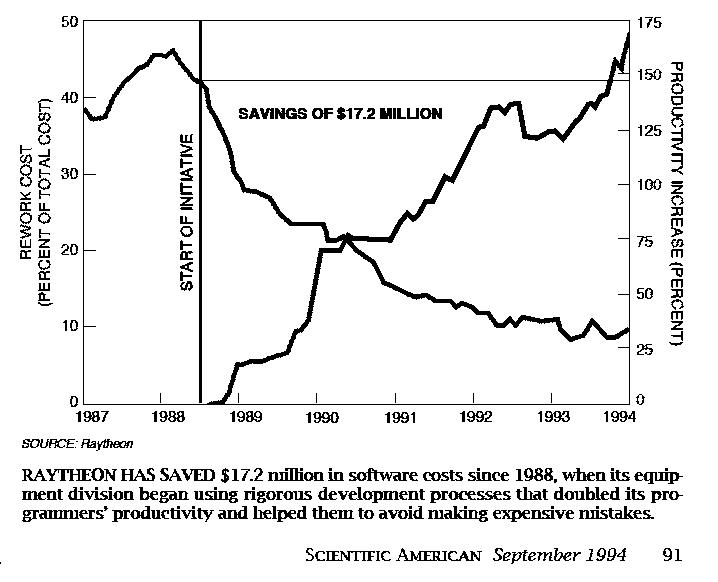 50
40
30
20
10
0
REWORK COST
(PERCENT OF TOTAL COST)
START OF INITIATIVE
SAVINGS OF $17.2 MILLION
175
150
125
100
75
50
25
0
PRODUCTIVITY INCREASE (PERCENT)
1987 1988 1989 1990 1991 1992 1993 1994
SOURCE: Raytheon
RAYTHEON HAS SAVED $17.2 million in software costs since 1988, when its equip-
ment division began using rigorous development processes that doubled its pro-
grammers' productivity and helped them to avoid making expensive mistakes.
SCIENTIFIC AMERICAN September 1994 91